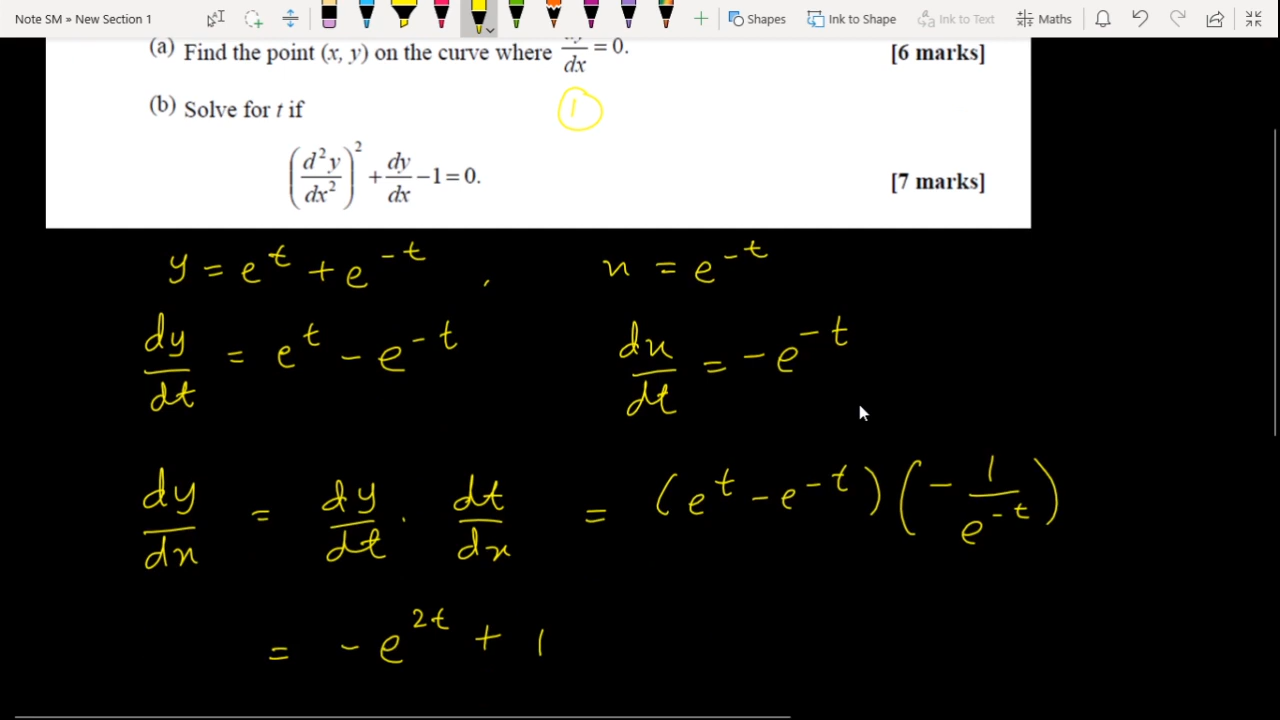 Note SM » New Section 1 Shapes Ink to Shape Ink to Text Maths
(a) Find the point (x, y) on the curve where dy/dx = 0. [6 marks]
(b) Solve for t if 1
(d²y/dx²)² + dy/dx − 1 = 0. [7 marks]
y = e^t + e^−t , x = e^−t
dy/dt = e^t − e^−t dx/dt = −e^−t
dy/dx = dy/dt · dt/dx = (e^t − e^−t)(−1/e^−t)
= −e^2t + 1